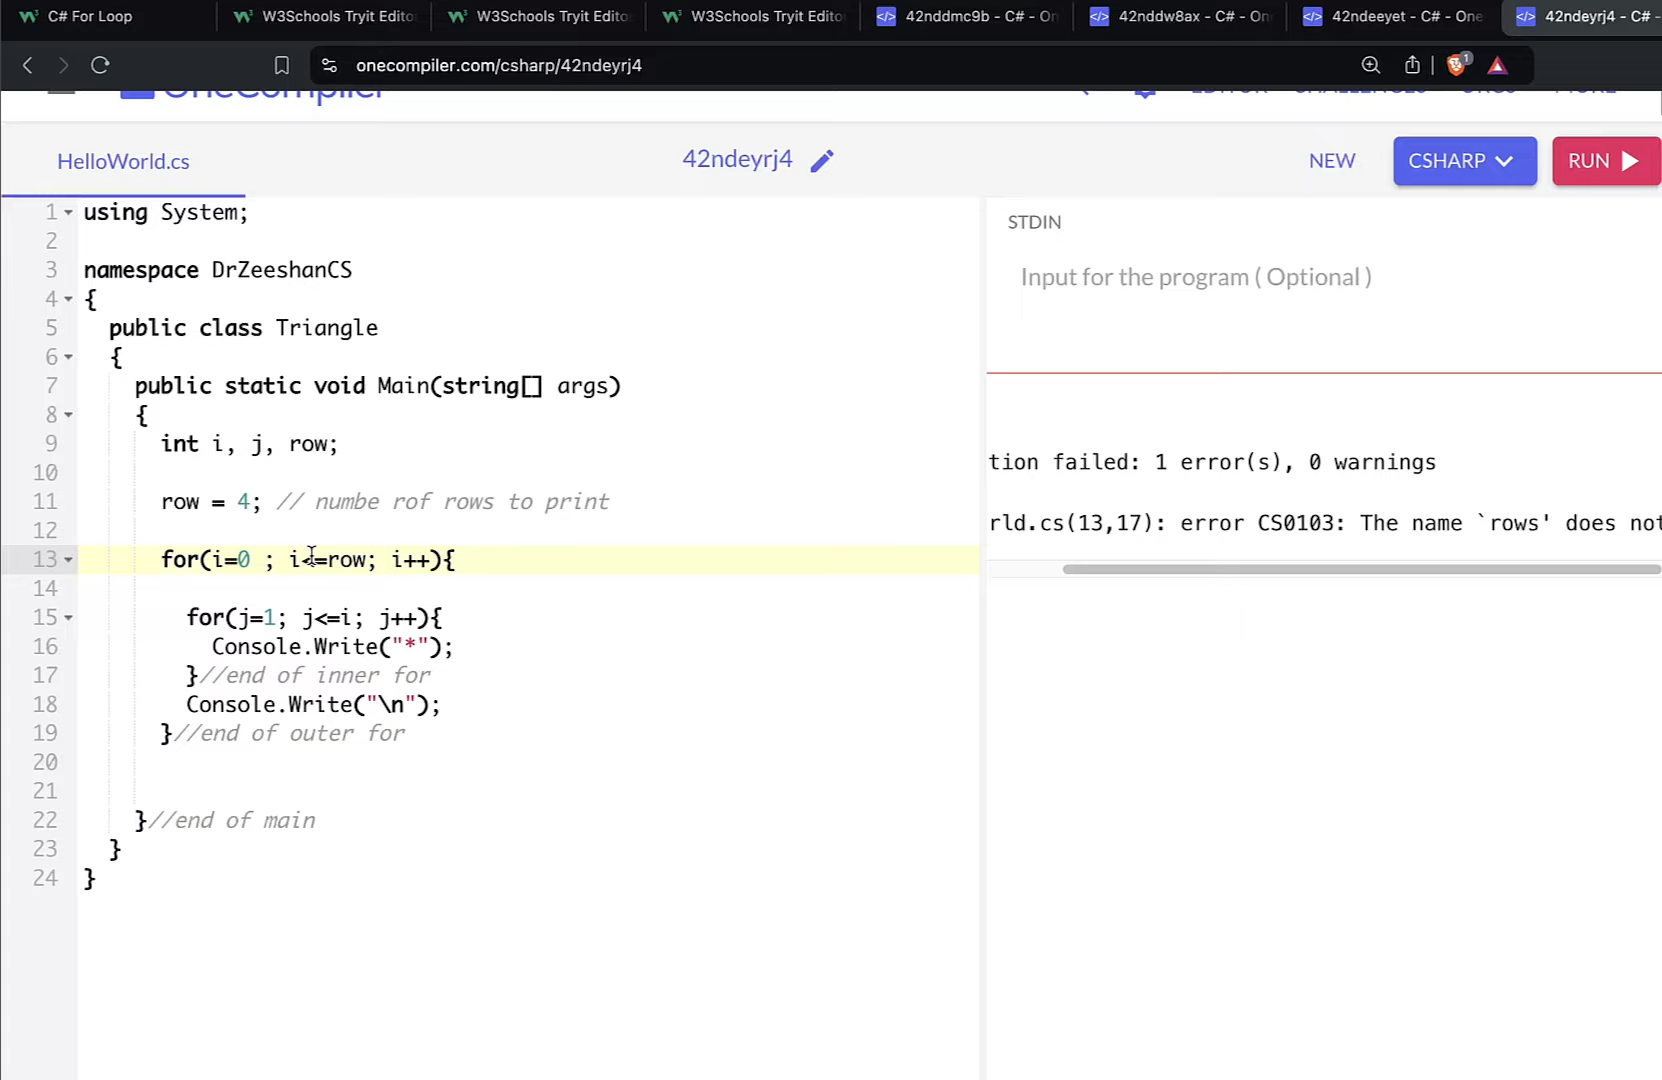 C# For Loop
W3Schools Tryit Edito
W3Schools Tryit Edito
W3Schools Tryit Edito
42nddmc9b - C# - On
42nddw8ax - C# - On
42ndeeyet - C# - One
42ndeyrj4 - C# -
onecompiler.com/csharp/42ndeyrj4
1
OneCompiler
EDITOR CHALLENGES ORGS MORE
HelloWorld.cs
42ndeyrj4
NEW
CSHARP
RUN
1 using System;
2
3 namespace DrZeeshanCS
4 {
5 public class Triangle
6 {
7 public static void Main(string[] args)
8 {
9 int i, j, row;
10
11 row = 4; // numbe rof rows to print
12
13 for(i=0 ; i<=row; i++){
14
15 for(j=1; j<=i; j++){
16 Console.Write("*");
17 }//end of inner for
18 Console.Write("\n");
19 }//end of outer for
20
21
22 }//end of main
23 }
24 }
STDIN
Input for the program ( Optional )
tion failed: 1 error(s), 0 warnings
rld.cs(13,17): error CS0103: The name `rows' does not